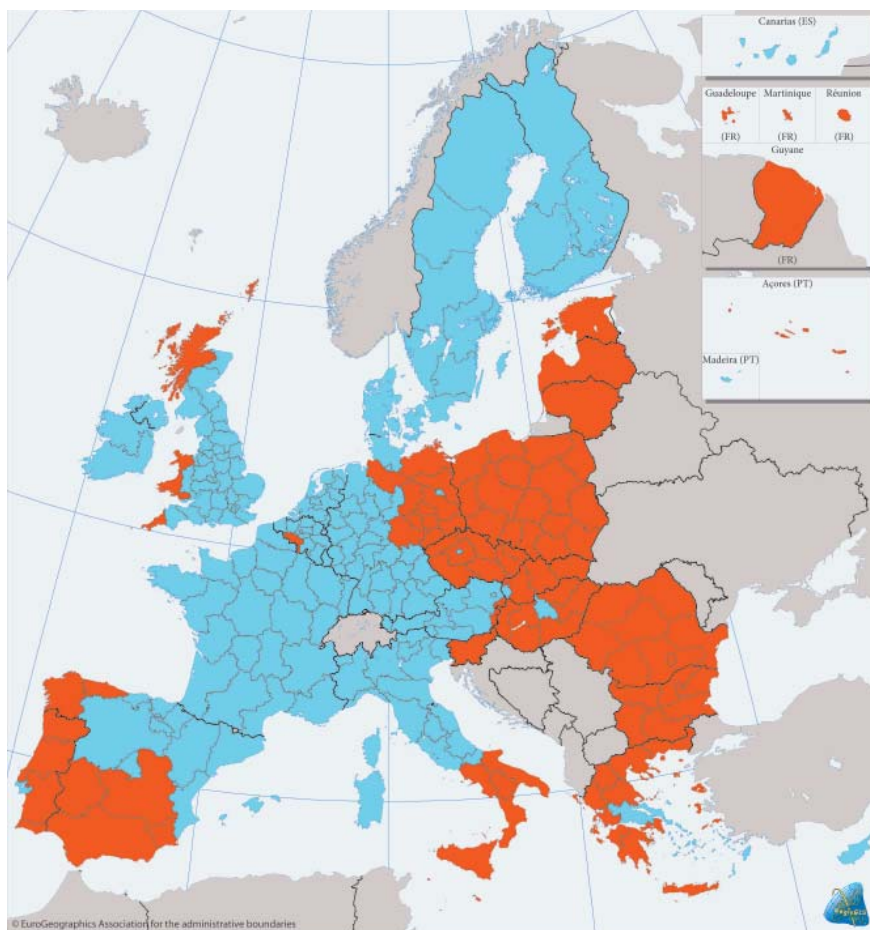 Canarias (ES)
Guadeloupe Martinique Réunion
(FR) (FR) (FR)
Guyane
(FR)
Açores (PT)
Madeira (PT)
© EuroGeographics Association for the administrative boundaries